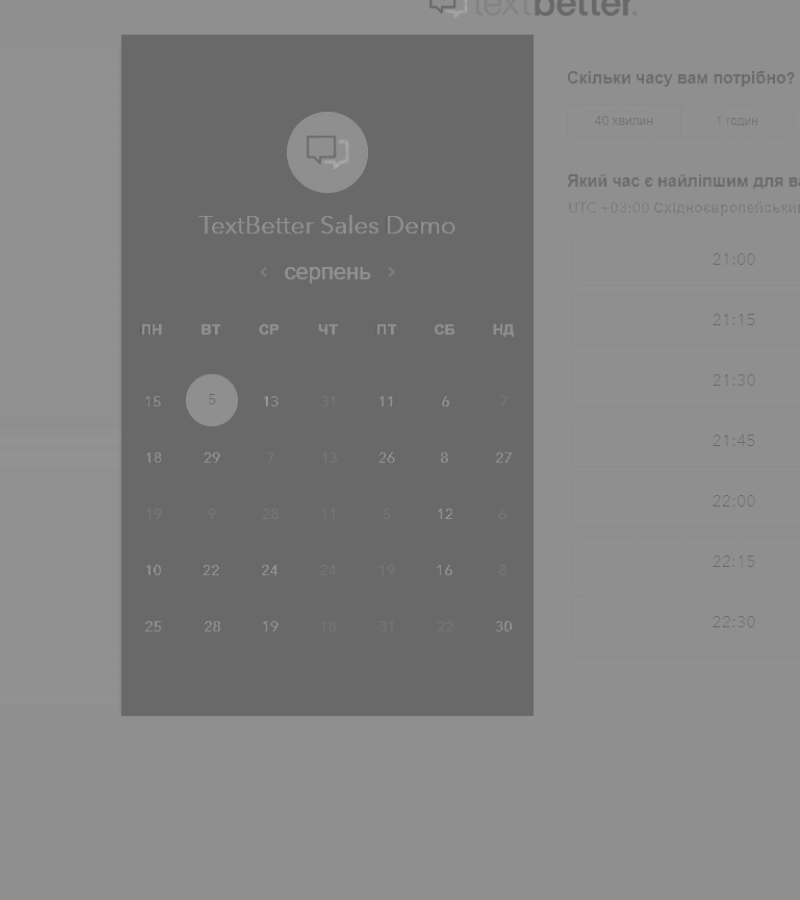 textbetter.
TextBetter Sales Demo
‹ серпень ›
ПН ВТ СР ЧТ ПТ СБ НД
15 5 13 31 11 6 7
18 29 7 13 26 8 27
19 9 28 11 5 12 6
10 22 24 24 19 16 8
25 28 19 18 31 22 30
Скільки часу вам потрібно?
40 хвилин 1 годин
Який час є найліпшим для
UTC +03:00
21:00
21:15
21:30
21:45
22:00
22:15
22:30